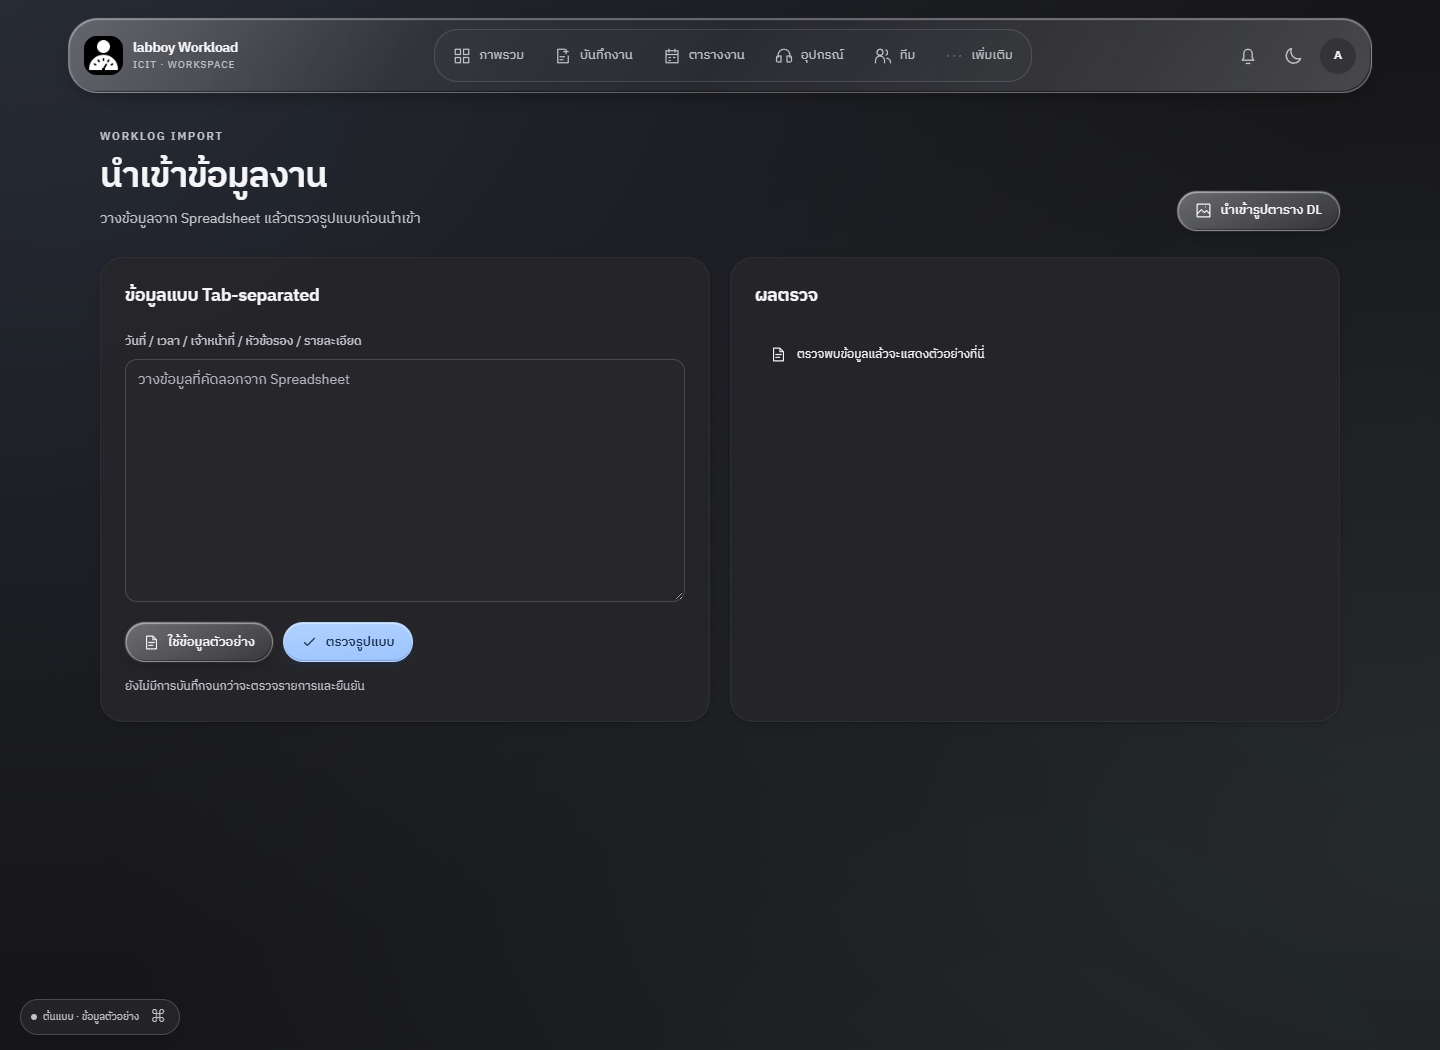 labboy Workload
ICIT · WORKSPACE
ภาพรวม
บันทึกงาน
ตารางงาน
อุปกรณ์
ทีม
เพิ่มเติม
A
WORKLOG IMPORT
นำเข้าข้อมูลงาน
วางข้อมูลจาก Spreadsheet แล้วตรวจรูปแบบก่อนนำเข้า
นำเข้ารูปตาราง DL
ข้อมูลแบบ Tab-separated
วันที่ / เวลา / เจ้าหน้าที่ / หัวข้อรอง / รายละเอียด
วางข้อมูลที่คัดลอกจาก Spreadsheet
ใช้ข้อมูลตัวอย่าง
ตรวจรูปแบบ
ยังไม่มีการบันทึกจนกว่าจะตรวจรายการและยืนยัน
ผลตรวจ
ตรวจพบข้อมูลแล้วจะแสดงตัวอย่างที่นี่
ต้นแบบ · ข้อมูลตัวอย่าง ⌘